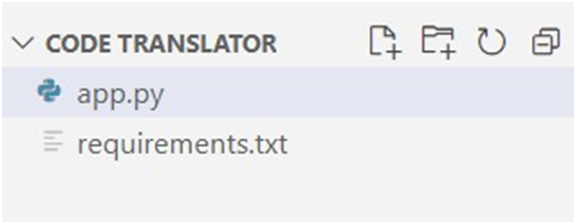 CODE TRANSLATOR
app.py
requirements.txt